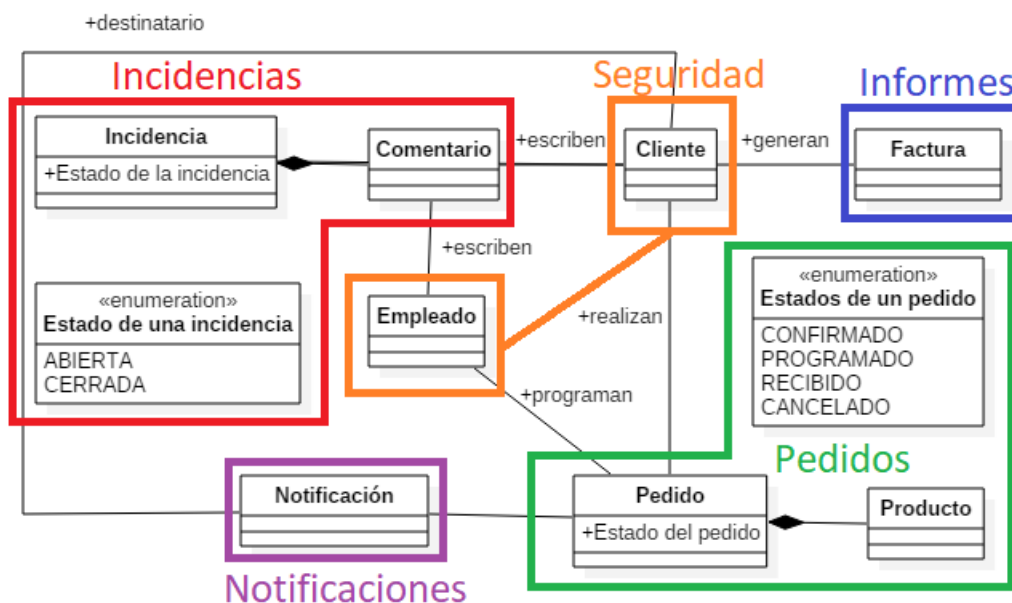 +destinatario
Incidencias
Seguridad
Informes
Incidencia
+Estado de la incidencia
Comentario
+escriben
Cliente
+generan
Factura
+escriben
«enumeration»
Estado de una incidencia
ABIERTA
CERRADA
Empleado
+realizan
+programan
«enumeration»
Estados de un pedido
CONFIRMADO
PROGRAMADO
RECIBIDO
CANCELADO
Pedidos
Notificación
Pedido
+Estado del pedido
Producto
Notificaciones